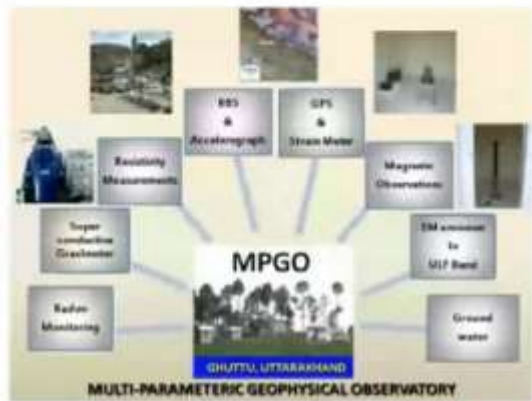 BBS
&
Accelerograph
GPS
&
Strain Meter
Resistivity
Measurements
Magnetic
Observations
Super
conductive
Gravimeter
EM emission
in
ULF Band
Radon
Monitoring
Ground
water
MPGO
GHUTTU, UTTARAKHAND
MULTI-PARAMETERIC GEOPHYSICAL OBSERVATORY